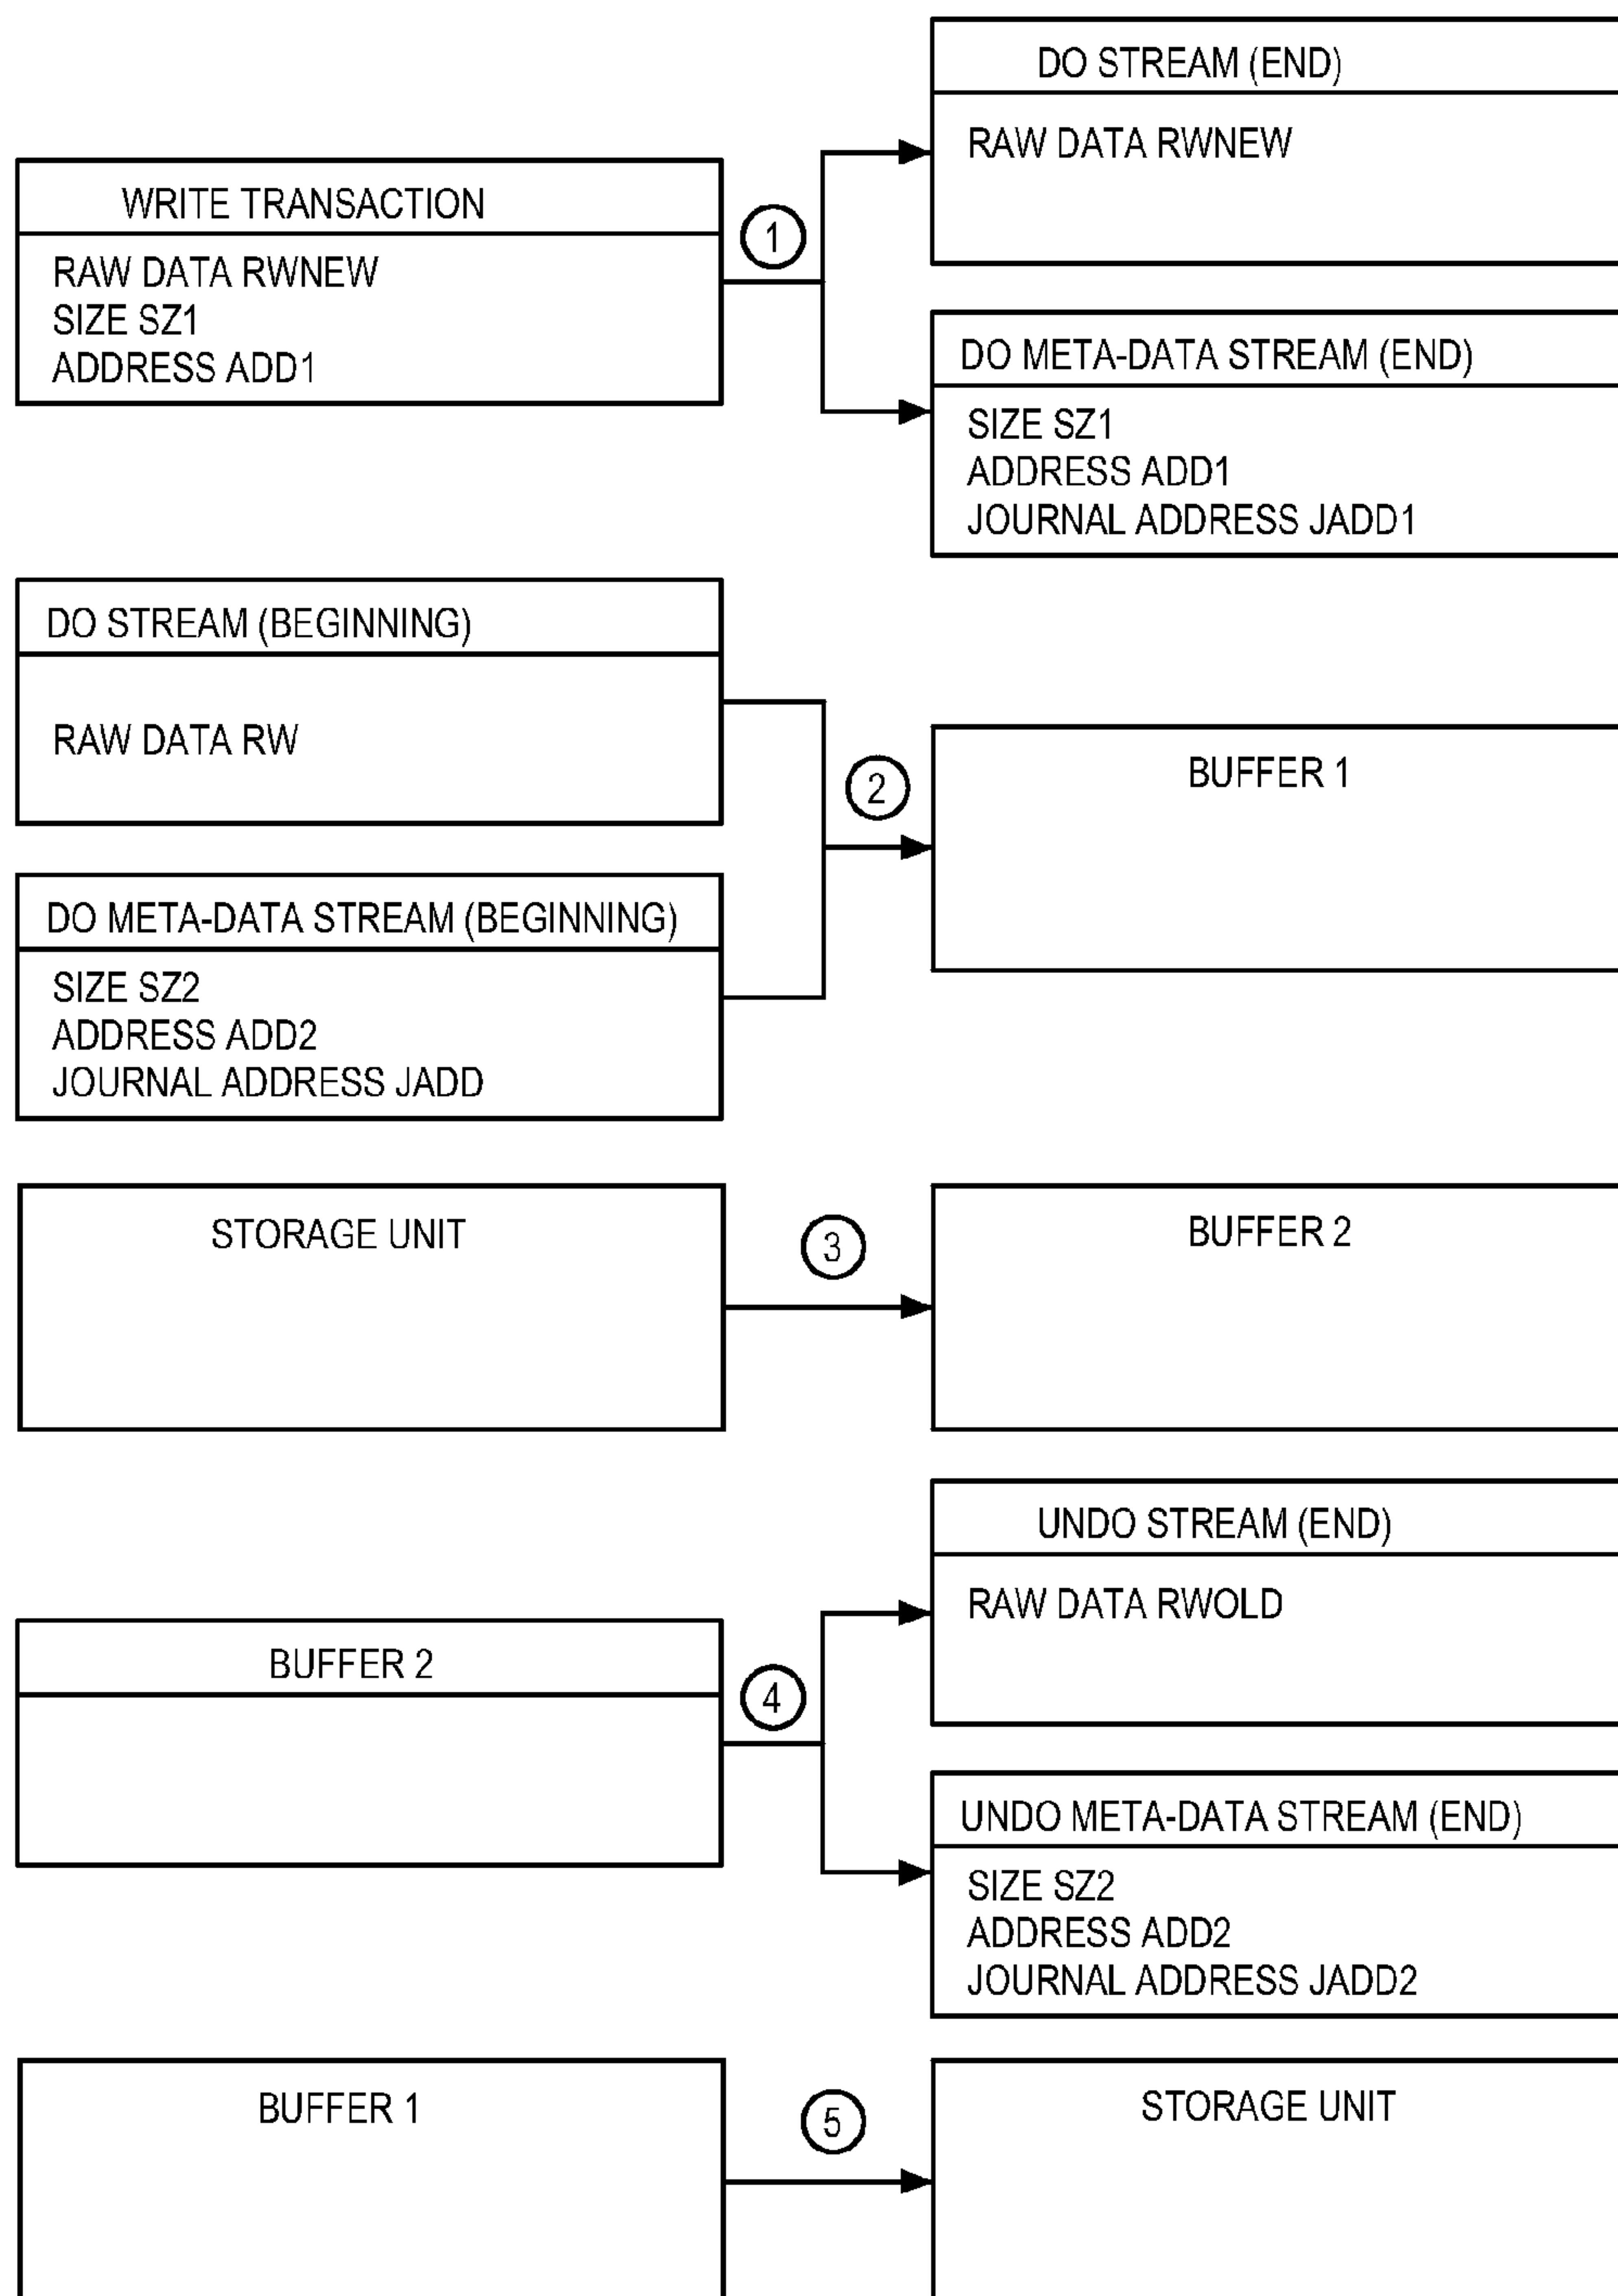 WRITE TRANSACTION
RAW DATA RWNEW
SIZE SZ1
ADDRESS ADD1
1
DO STREAM (END)
RAW DATA RWNEW
DO META-DATA STREAM (END)
SIZE SZ1
ADDRESS ADD1
JOURNAL ADDRESS JADD1
DO STREAM (BEGINNING)
RAW DATA RW
DO META-DATA STREAM (BEGINNING)
SIZE SZ2
ADDRESS ADD2
JOURNAL ADDRESS JADD
2
BUFFER 1
STORAGE UNIT
3
BUFFER 2
BUFFER 2
4
UNDO STREAM (END)
RAW DATA RWOLD
UNDO META-DATA STREAM (END)
SIZE SZ2
ADDRESS ADD2
JOURNAL ADDRESS JADD2
BUFFER 1
5
STORAGE UNIT